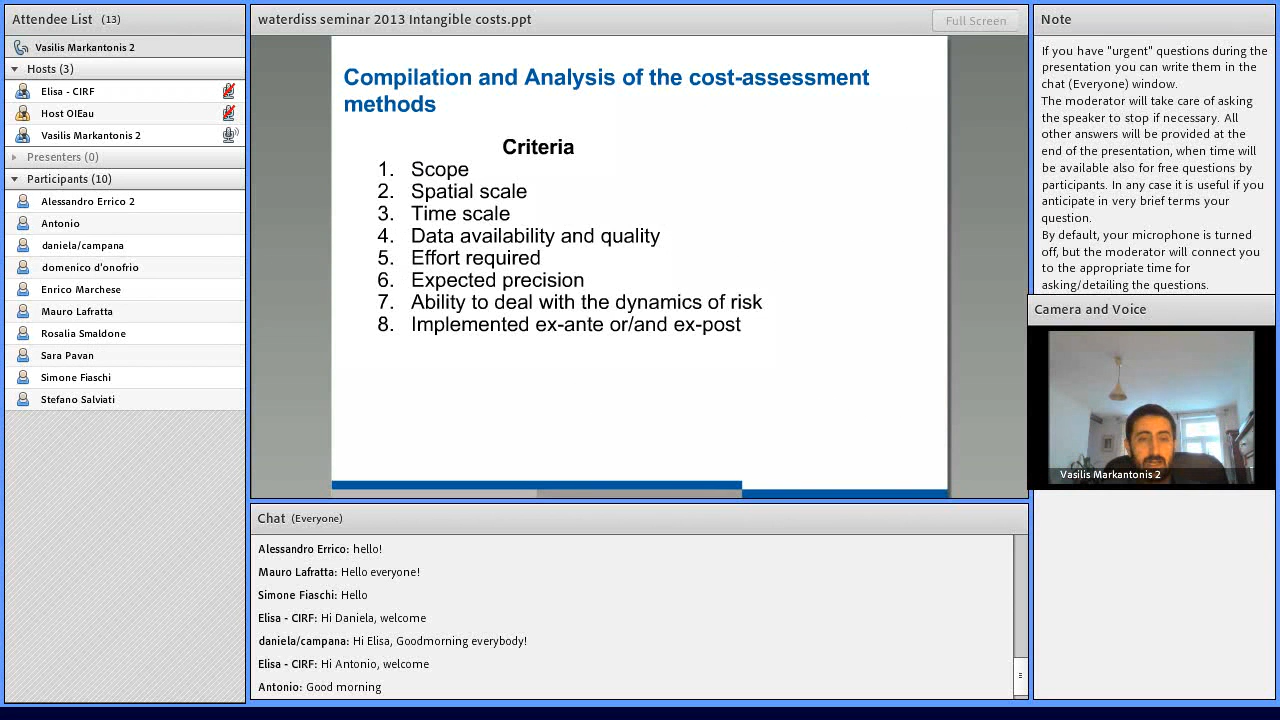 Attendee List (13)
Vasilis Markantonis 2
Hosts (3)
Elisa - CIRF
Host OIEau
Vasilis Markantonis 2
Presenters (0)
Participants (10)
Alessandro Errico 2
Antonio
daniela/campana
domenico d'onofrio
Enrico Marchese
Mauro Lafratta
Rosalia Smaldone
Sara Pavan
Simone Fiaschi
Stefano Salviati
waterdiss seminar 2013 Intangible costs.ppt
Full Screen
Compilation and Analysis of the cost-assessment
methods
Criteria
1. Scope
2. Spatial scale
3. Time scale
4. Data availability and quality
5. Effort required
6. Expected precision
7. Ability to deal with the dynamics of risk
8. Implemented ex-ante or/and ex-post
Chat (Everyone)
Alessandro Errico: hello!
Mauro Lafratta: Hello everyone!
Simone Fiaschi: Hello
Elisa - CIRF: Hi Daniela, welcome
daniela/campana: Hi Elisa, Goodmorning everybody!
Elisa - CIRF: Hi Antonio, welcome
Antonio: Good morning
Note
If you have "urgent" questions during the
presentation you can write them in the
chat (Everyone) window.
The moderator will take care of asking
the speaker to stop if necessary. All
other answers will be provided at the
end of the presentation, when time will
be available also for free questions by
participants. In any case it is useful if you
anticipate in very brief terms your
question.
By default, your microphone is turned
off, but the moderator will connect you
to the appropriate time for
asking/detailing the questions.
Camera and Voice
Vasilis Markantonis 2